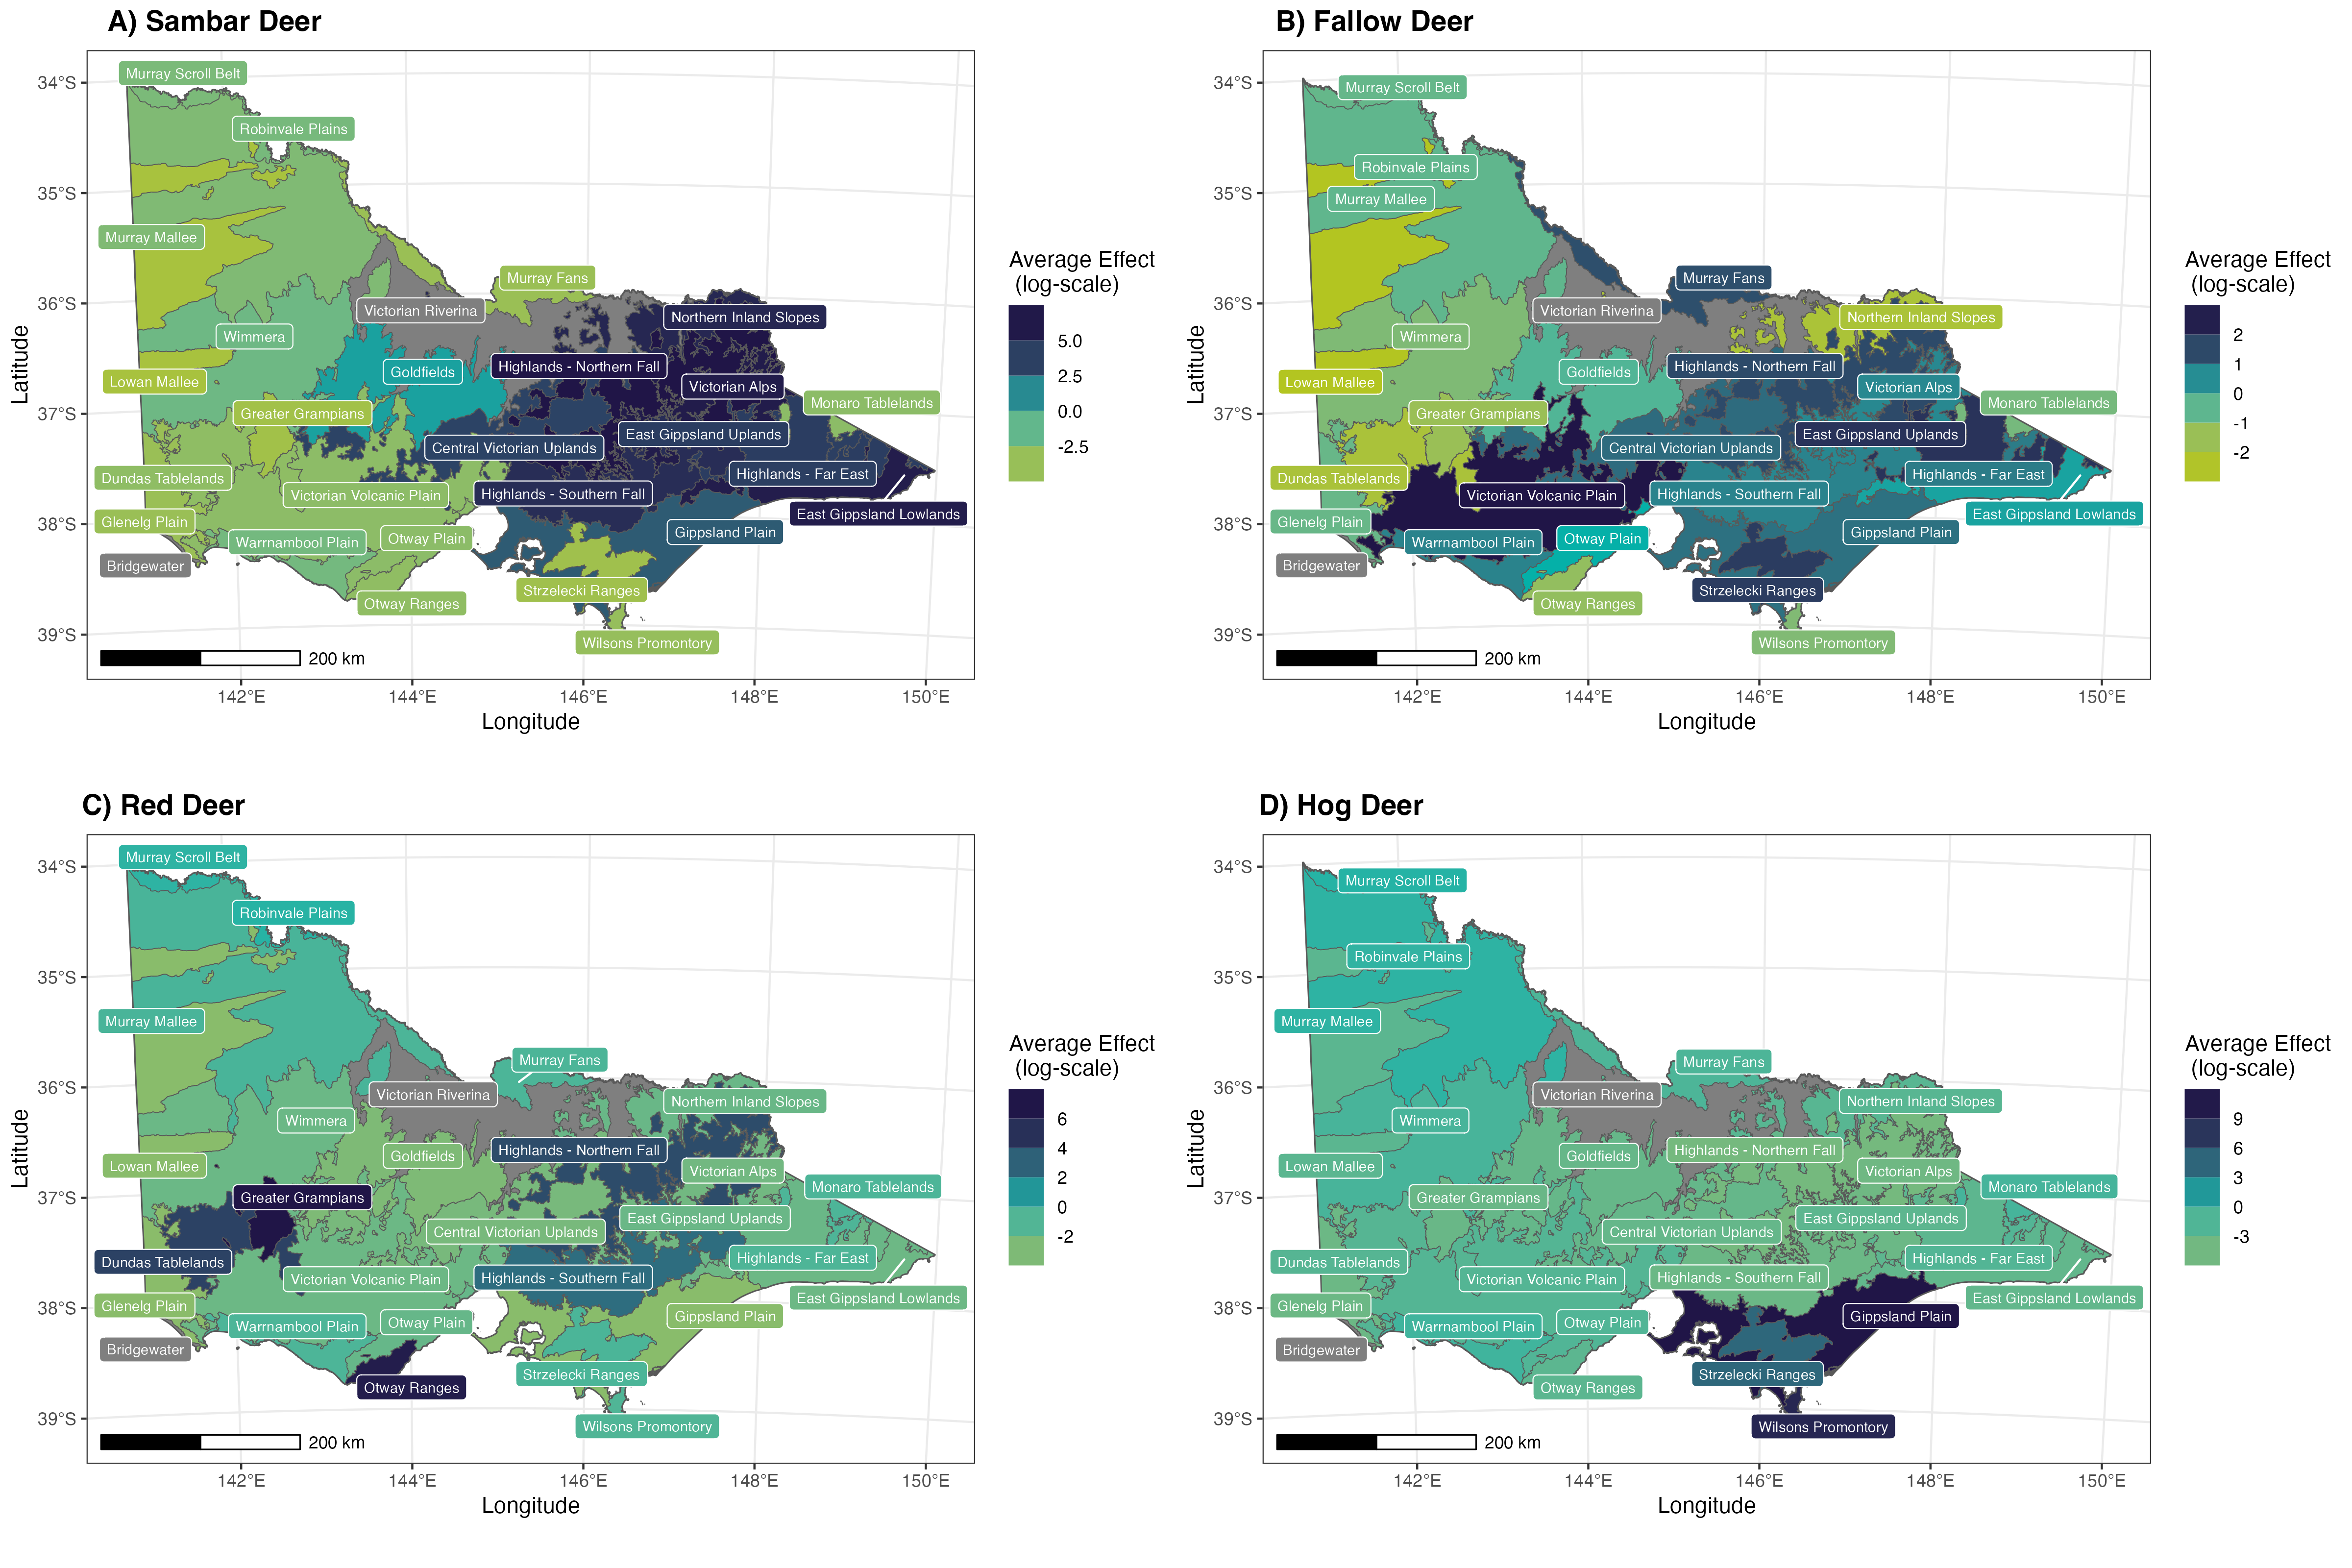 A) Sambar Deer
34°S
35°S
36°S
37°S
38°S
39°S
Latitude
Murray Scroll Belt
Robinvale Plains
Murray Mallee
Murray Fans
Victorian Riverina
Northern Inland Slopes
Wimmera
Goldfields
Highlands - Northern Fall
Lowan Mallee
Victorian Alps
Greater Grampians
Monaro Tablelands
East Gippsland Uplands
Central Victorian Uplands
Dundas Tablelands
Highlands - Far East
Victorian Volcanic Plain
Highlands - Southern Fall
East Gippsland Lowlands
Glenelg Plain
Gippsland Plain
Warrnambool Plain
Otway Plain
Bridgewater
Strzelecki Ranges
Otway Ranges
Wilsons Promontory
200 km
142°E
144°E
146°E
148°E
150°E
Longitude
Average Effect
(log-scale)
5.0
2.5
0.0
-2.5
B) Fallow Deer
34°S
35°S
36°S
37°S
38°S
39°S
Latitude
Murray Scroll Belt
Robinvale Plains
Murray Mallee
Murray Fans
Victorian Riverina
Northern Inland Slopes
Wimmera
Goldfields
Highlands - Northern Fall
Lowan Mallee
Victorian Alps
Greater Grampians
Monaro Tablelands
East Gippsland Uplands
Central Victorian Uplands
Dundas Tablelands
Highlands - Far East
Victorian Volcanic Plain
Highlands - Southern Fall
East Gippsland Lowlands
Glenelg Plain
Gippsland Plain
Warrnambool Plain
Otway Plain
Bridgewater
Strzelecki Ranges
Otway Ranges
Wilsons Promontory
200 km
142°E
144°E
146°E
148°E
150°E
Longitude
Average Effect
(log-scale)
2
1
0
-1
-2
C) Red Deer
34°S
35°S
36°S
37°S
38°S
39°S
Latitude
Murray Scroll Belt
Robinvale Plains
Murray Mallee
Murray Fans
Victorian Riverina
Northern Inland Slopes
Wimmera
Goldfields
Highlands - Northern Fall
Lowan Mallee
Victorian Alps
Greater Grampians
Monaro Tablelands
East Gippsland Uplands
Central Victorian Uplands
Dundas Tablelands
Highlands - Far East
Victorian Volcanic Plain
Highlands - Southern Fall
East Gippsland Lowlands
Glenelg Plain
Gippsland Plain
Warrnambool Plain
Otway Plain
Bridgewater
Strzelecki Ranges
Otway Ranges
Wilsons Promontory
200 km
142°E
144°E
146°E
148°E
150°E
Longitude
Average Effect
(log-scale)
6
4
2
0
-2
D) Hog Deer
34°S
35°S
36°S
37°S
38°S
39°S
Latitude
Murray Scroll Belt
Robinvale Plains
Murray Mallee
Murray Fans
Victorian Riverina
Northern Inland Slopes
Wimmera
Goldfields
Highlands - Northern Fall
Lowan Mallee
Victorian Alps
Greater Grampians
Monaro Tablelands
East Gippsland Uplands
Central Victorian Uplands
Dundas Tablelands
Highlands - Far East
Victorian Volcanic Plain
Highlands - Southern Fall
East Gippsland Lowlands
Glenelg Plain
Gippsland Plain
Warrnambool Plain
Otway Plain
Bridgewater
Strzelecki Ranges
Otway Ranges
Wilsons Promontory
200 km
142°E
144°E
146°E
148°E
150°E
Longitude
Average Effect
(log-scale)
9
6
3
0
-3